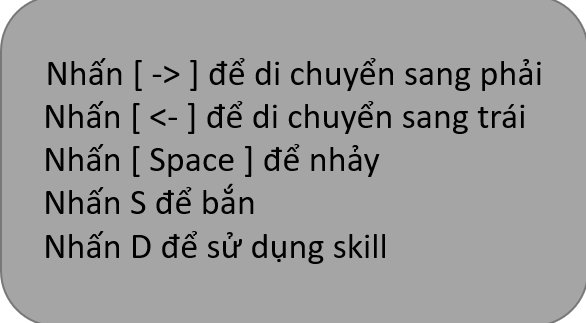 Nhấn [ -> ] để di chuyển sang phải
Nhấn [ <- ] để di chuyển sang trái
Nhấn [ Space ] để nhảy
Nhấn S để bắn
Nhấn D để sử dụng skill